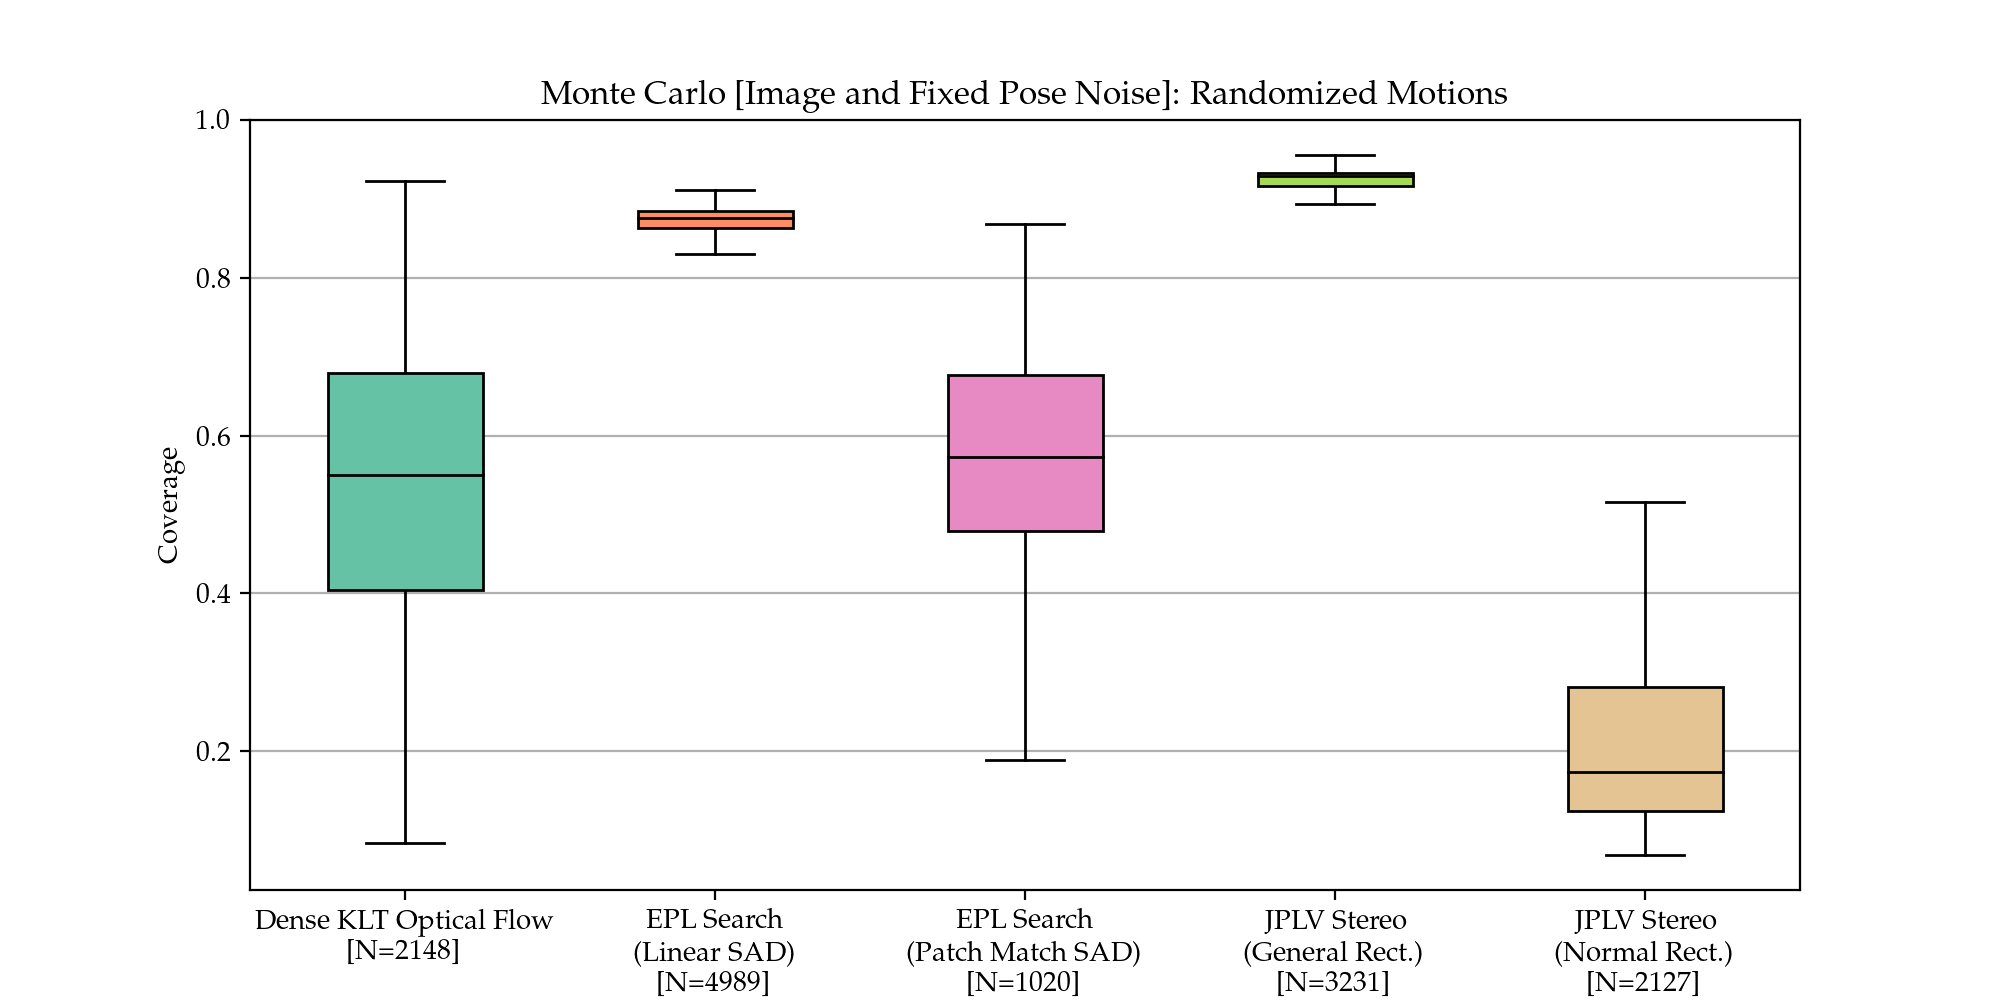 Monte Carlo [Image and Fixed Pose Noise]: Randomized Motions
1.0
0.8
0.6
0.4
0.2
Coverage
Dense KLT Optical Flow
[N=2148]
EPL Search
(Linear SAD)
[N=4989]
EPL Search
(Patch Match SAD)
[N=1020]
JPLV Stereo
(General Rect.)
[N=3231]
JPLV Stereo
(Normal Rect.)
[N=2127]